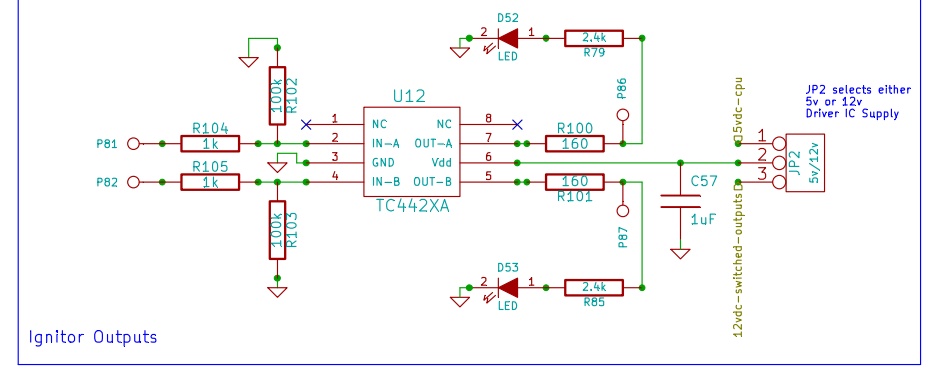 D52
2
1
LED
2.4k
R79
100k
R102
P86
5vdc-cpu
JP2 selects either
5v or 12v
Driver IC Supply
U12
1
NC
NC
8
P81
R104
1k
2
IN-A
OUT-A
7
R100
160
1
3
GND
Vdd
6
2
JP2
5v/12v
P82
R105
1k
4
IN-B
OUT-B
5
160
R101
3
TC442XA
C57
1uF
100k
R103
P87
12vdc-switched-outputs
D53
2
1
LED
2.4k
R85
Ignitor Outputs